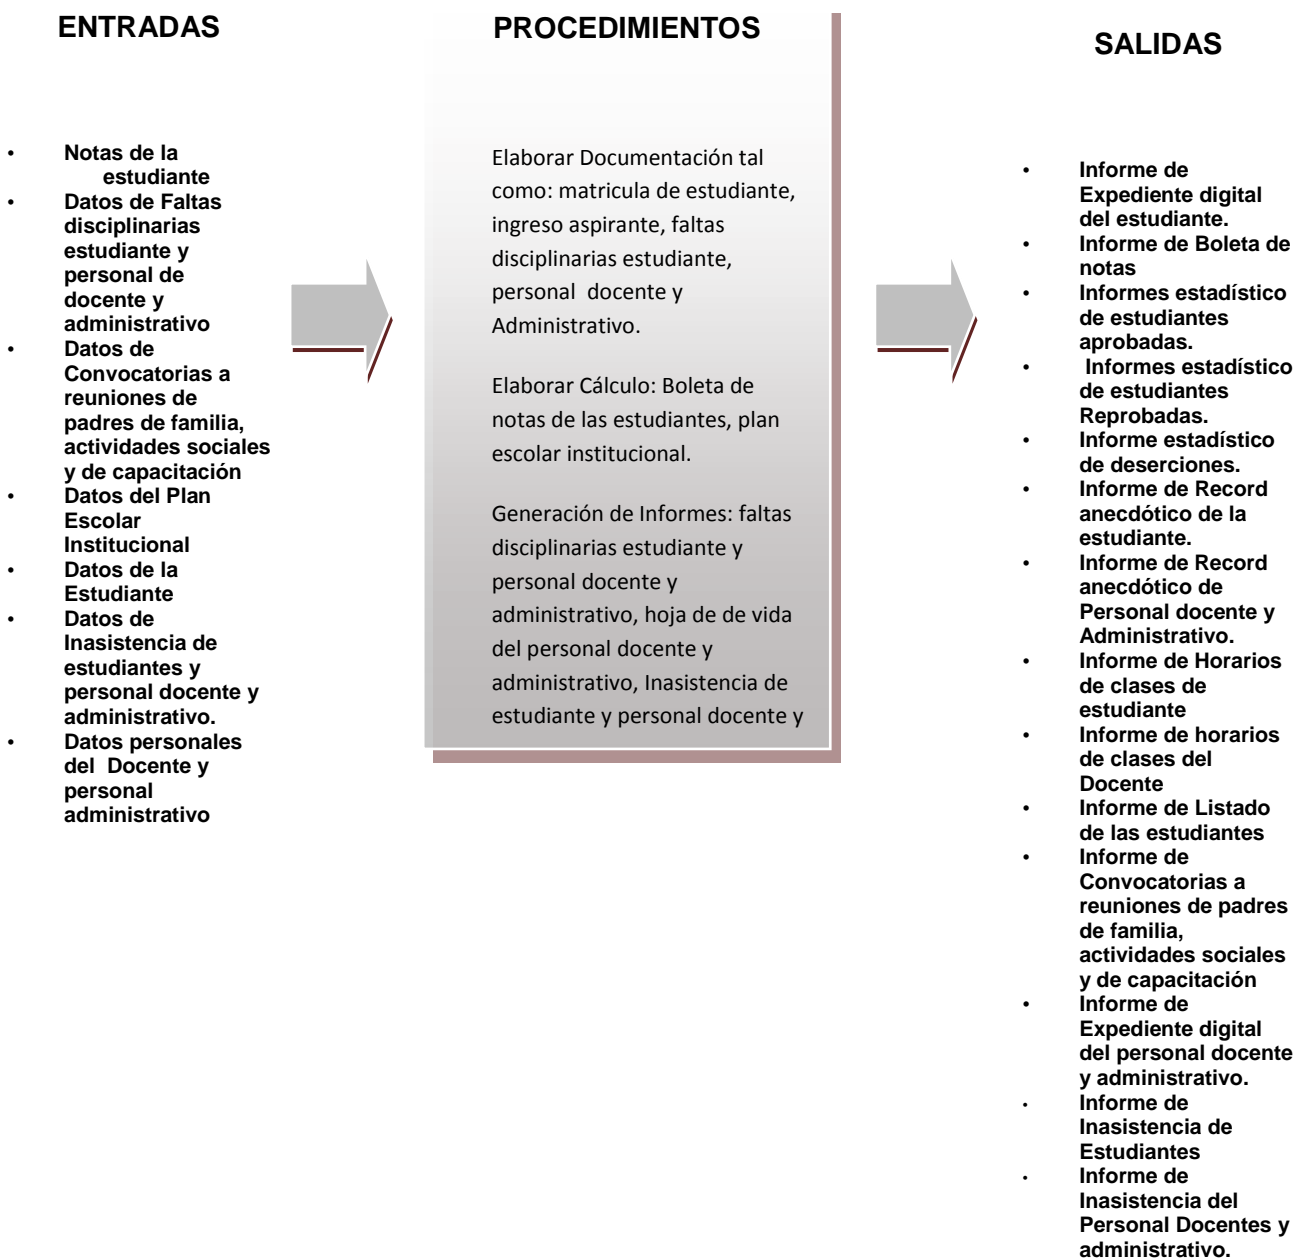 ENTRADAS
• Notas de la
estudiante
• Datos de Faltas
disciplinarias
estudiante y
personal de
docente y
administrativo
• Datos de
Convocatorias a
reuniones de
padres de familia,
actividades sociales
y de capacitación
• Datos del Plan
Escolar
Institucional
• Datos de la
Estudiante
• Datos de
Inasistencia de
estudiantes y
personal docente y
administrativo.
• Datos personales
del Docente y
personal
administrativo
PROCEDIMIENTOS
Elaborar Documentación tal
como: matricula de estudiante,
ingreso aspirante, faltas
disciplinarias estudiante,
personal docente y
Administrativo.
Elaborar Cálculo: Boleta de
notas de las estudiantes, plan
escolar institucional.
Generación de Informes: faltas
disciplinarias estudiante y
personal docente y
administrativo, hoja de de vida
del personal docente y
administrativo, Inasistencia de
estudiante y personal docente y
SALIDAS
• Informe de
Expediente digital
del estudiante.
• Informe de Boleta de
notas
• Informes estadístico
de estudiantes
aprobadas.
• Informes estadístico
de estudiantes
Reprobadas.
• Informe estadístico
de deserciones.
• Informe de Record
anecdótico de la
estudiante.
• Informe de Record
anecdótico de
Personal docente y
Administrativo.
• Informe de Horarios
de clases de
estudiante
• Informe de horarios
de clases del
Docente
• Informe de Listado
de las estudiantes
• Informe de
Convocatorias a
reuniones de padres
de familia,
actividades sociales
y de capacitación
• Informe de
Expediente digital
del personal docente
y administrativo.
• Informe de
Inasistencia de
Estudiantes
• Informe de
Inasistencia del
Personal Docentes y
administrativo.